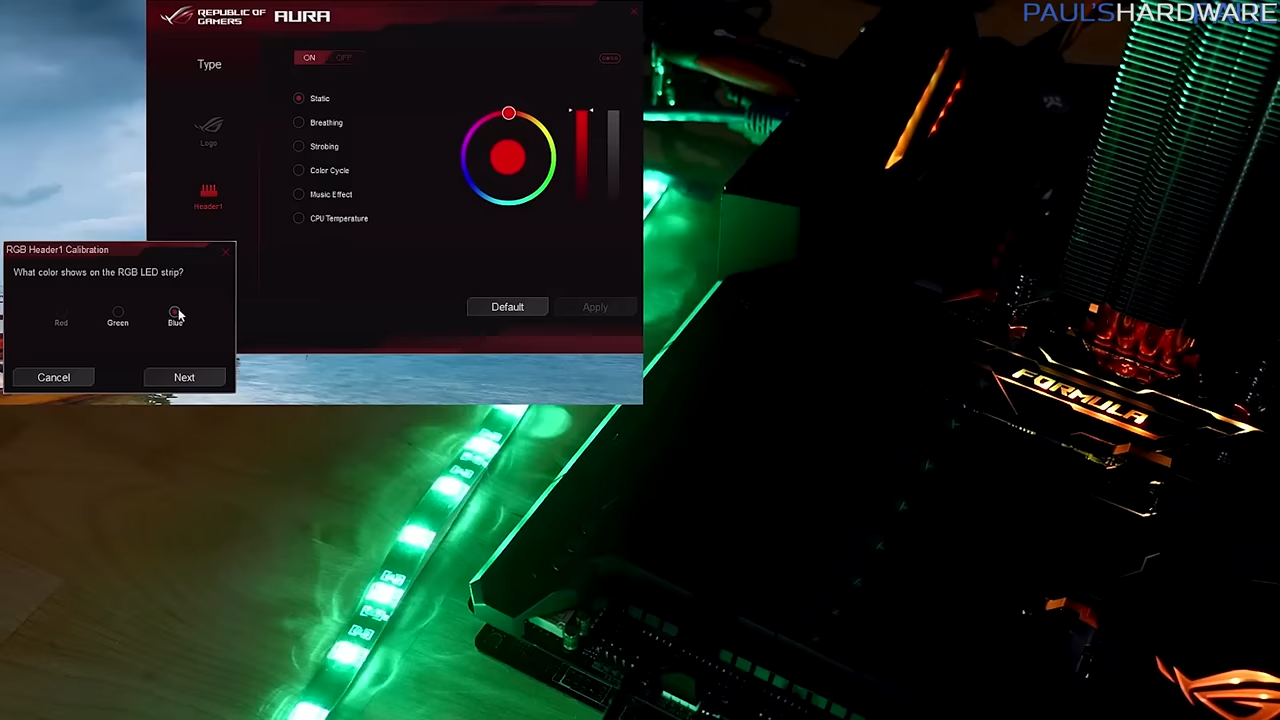 PAUL'SHARDWARE
REPUBLIC OF
GAMERS
AURA
Type
ON
OFF
Static
Breathing
Strobing
Color Cycle
Music Effect
CPU Temperature
Logo
Header1
Default
Apply
RGB Header1 Calibration
What color shows on the RGB LED strip?
Red
Green
Blue
Cancel
Next
FORMULA